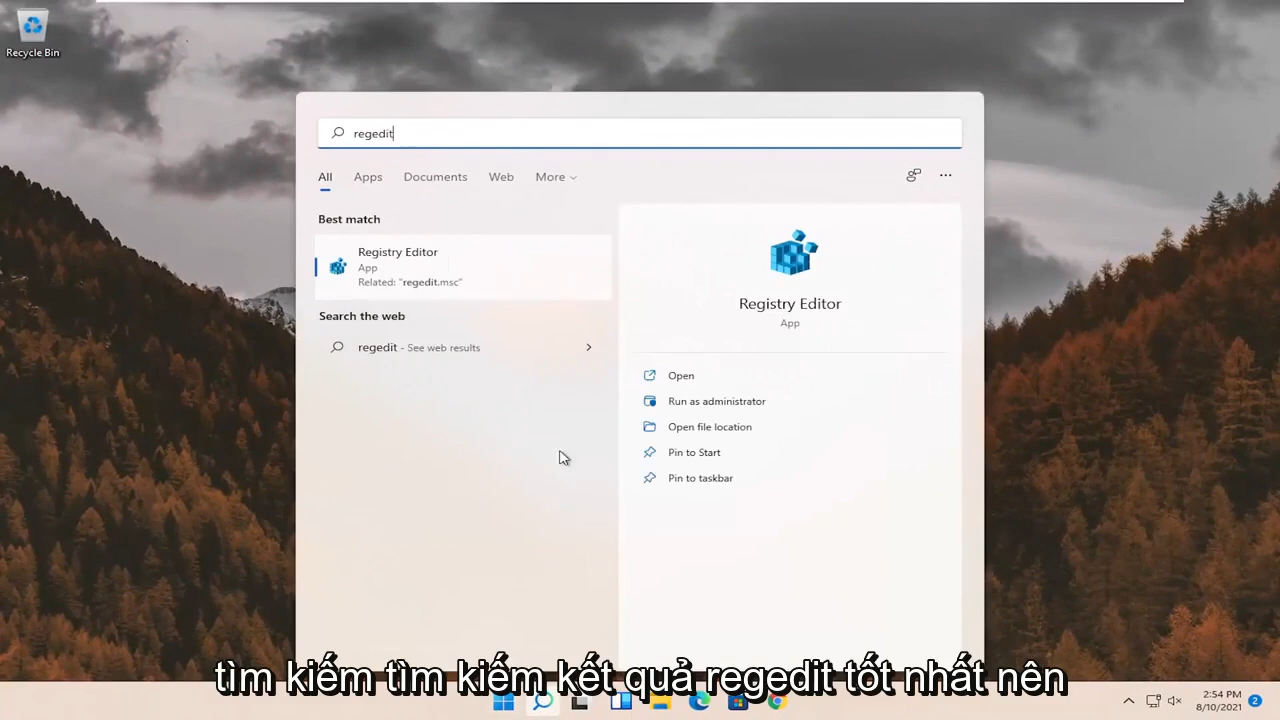 Recycle Bin
regedit
All Apps Documents Web More
Best match
Registry Editor
App
Related: "regedit.msc"
Search the web
regedit - See web results
Registry Editor
App
Open
Run as administrator
Open file location
Pin to Start
Pin to taskbar
tìm kiếm tìm kiếm kết quả regedit tốt nhất nên
2:54 PM
8/10/2021
2